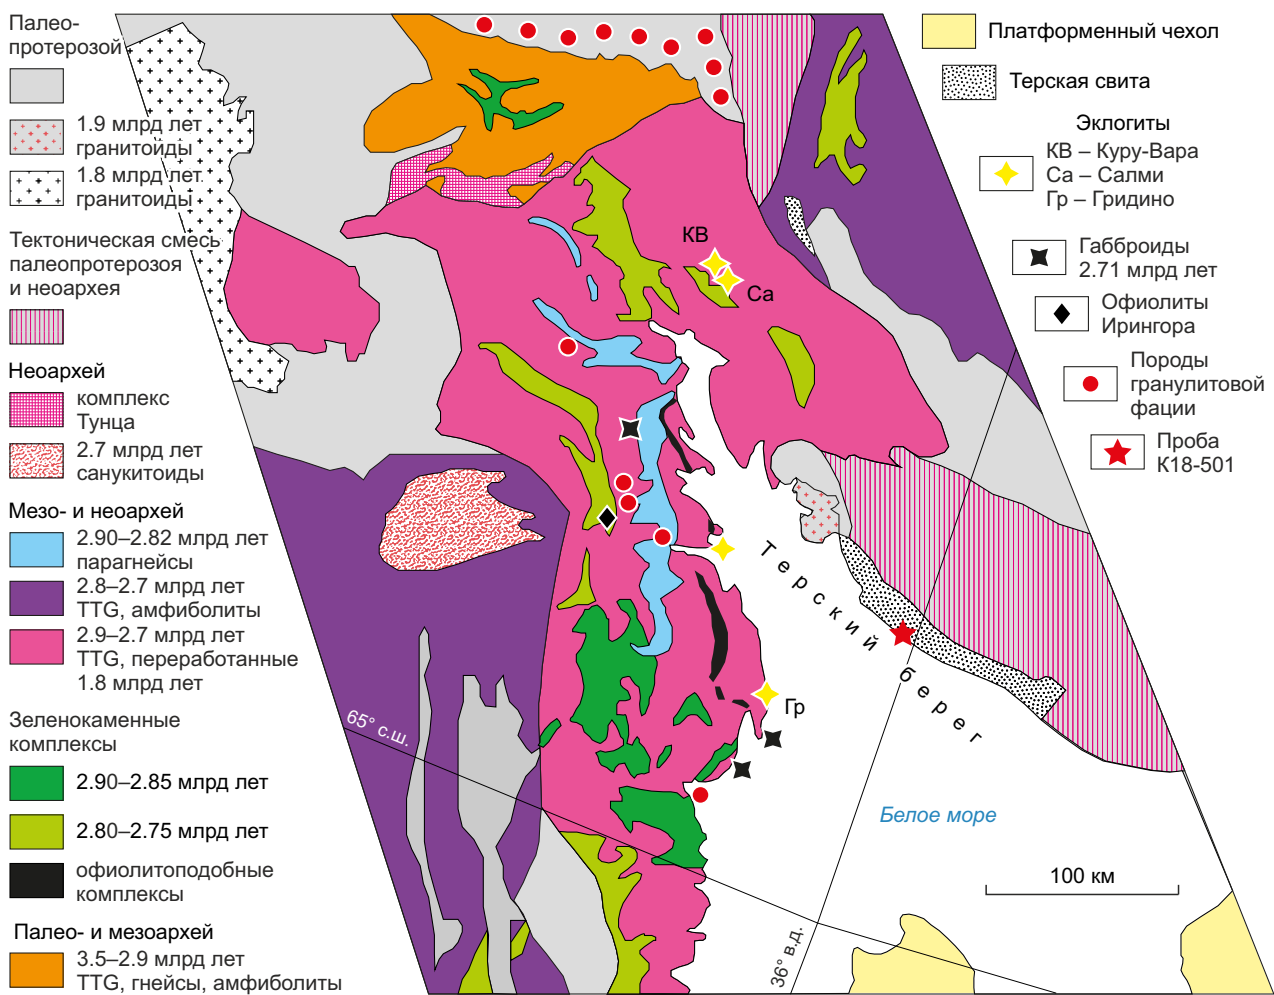 Палео-
протерозой
1.9 млрд лет
гранитоиды
1.8 млрд лет
гранитоиды
Тектоническая смесь
палеопротерозоя
и неоархея
Неоархей
комплекс
Тунца
2.7 млрд лет
санукитоиды
Мезо- и неоархей
2.90–2.82 млрд лет
парагнейсы
2.8–2.7 млрд лет
TTG, амфиболиты
2.9–2.7 млрд лет
TTG, переработанные
1.8 млрд лет
Зеленокаменные
комплексы
2.90–2.85 млрд лет
2.80–2.75 млрд лет
офиолитоподобные
комплексы
Палео- и мезоархей
3.5–2.9 млрд лет
TTG, гнейсы, амфиболиты
КВ
Са
Гр
65° с.ш.
36° в.д.
Терский берег
Белое море
100 км
Платформенный чехол
Терская свита
Эклогиты
КВ – Куру-Вара
Са – Салми
Гр – Гридино
Габброиды
2.71 млрд лет
Офиолиты
Ирингора
Породы
гранулитовой
фации
Проба
К18-501